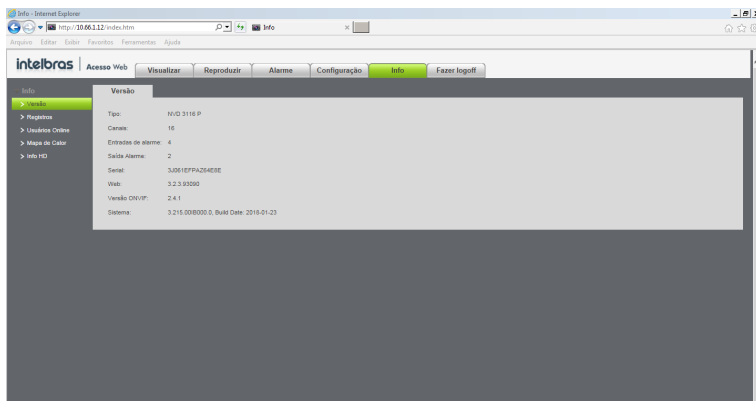 Info - Internet Explorer
http://10.66.1.12/index.htm
Info
Arquivo Editar Exibir Favoritos Ferramentas Ajuda
intelbras Acesso Web
Visualizar Reproduzir Alarme Configuração Info Fazer logoff
Info
> Versão
> Registros
> Usuários Online
> Mapa de Calor
> Info HD
Versão
Tipo: NVD 3116 P
Canais: 16
Entradas de alarme: 4
Saída Alarme: 2
Serial: 3J061EFPAZ64E8E
Web: 3.2.3.93090
Versão ONVIF: 2.4.1
Sistema: 3.215.00IB000.0, Build Date: 2018-01-23